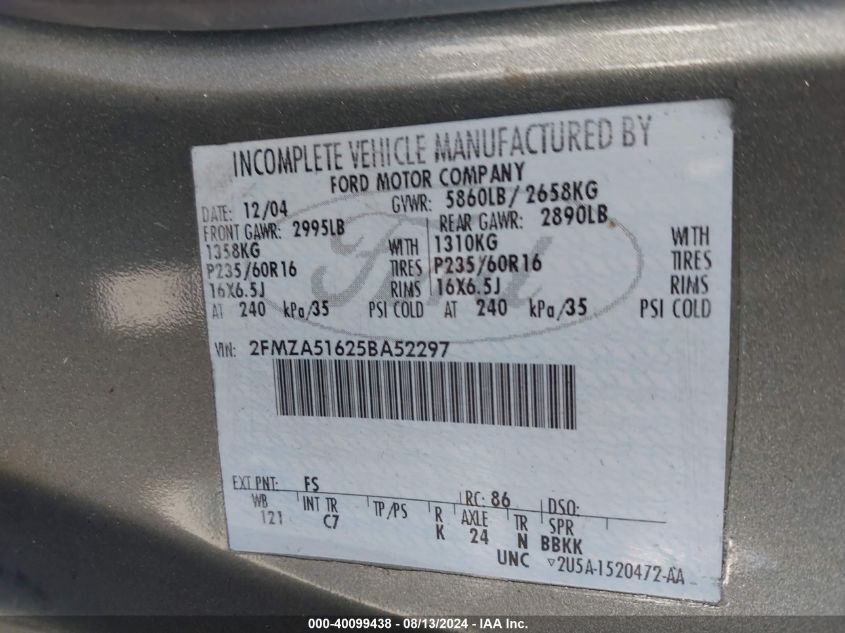 INCOMPLETE VEHICLE MANUFACTURED BY
FORD MOTOR COMPANY
DATE: 12/04 GVWR: 5860LB/2658KG
FRONT GAWR: 2995LB REAR GAWR: 2890LB
1358KG WITH 1310KG WITH
P235/60R16 TIRES P235/60R16 TIRES
16X6.5J RIMS 16X6.5J RIMS
AT 240 kPa/35 PSI COLD AT 240 kPa/35 PSI COLD
Ford
VIN: 2FMZA51625BA52297
EXT PNT: FS RC: 86 DSO:
WB INT TR TP/PS R AXLE TR SPR
121 C7 K 24 N BBKK
UNC ▽2U5A-1520472-AA
000-40099438 - 08/13/2024 - IAA Inc.